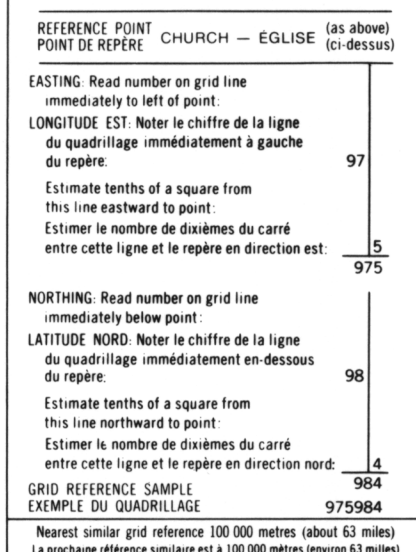 REFERENCE POINT CHURCH — ÉGLISE (as above)
POINT DE REPÈRE (ci-dessus)
EASTING: Read number on grid line
immediately to left of point:
LONGITUDE EST: Noter le chiffre de la ligne
du quadrillage immédiatement à gauche
du repère: 97
Estimate tenths of a square from
this line eastward to point:
Estimer le nombre de dixièmes du carré
entre cette ligne et le repère en direction est: 5
975
NORTHING: Read number on grid line
immediately below point:
LATITUDE NORD: Noter le chiffre de la ligne
du quadrillage immédiatement en-dessous
du repère: 98
Estimate tenths of a square from
this line northward to point:
Estimer le nombre de dixièmes du carré
entre cette ligne et le repère en direction nord: 4
984
GRID REFERENCE SAMPLE
EXEMPLE DU QUADRILLAGE 975984
Nearest similar grid reference 100 000 metres (about 63 miles)
La prochaine référence similaire est à 100 000 mètres (environ 63 milles)